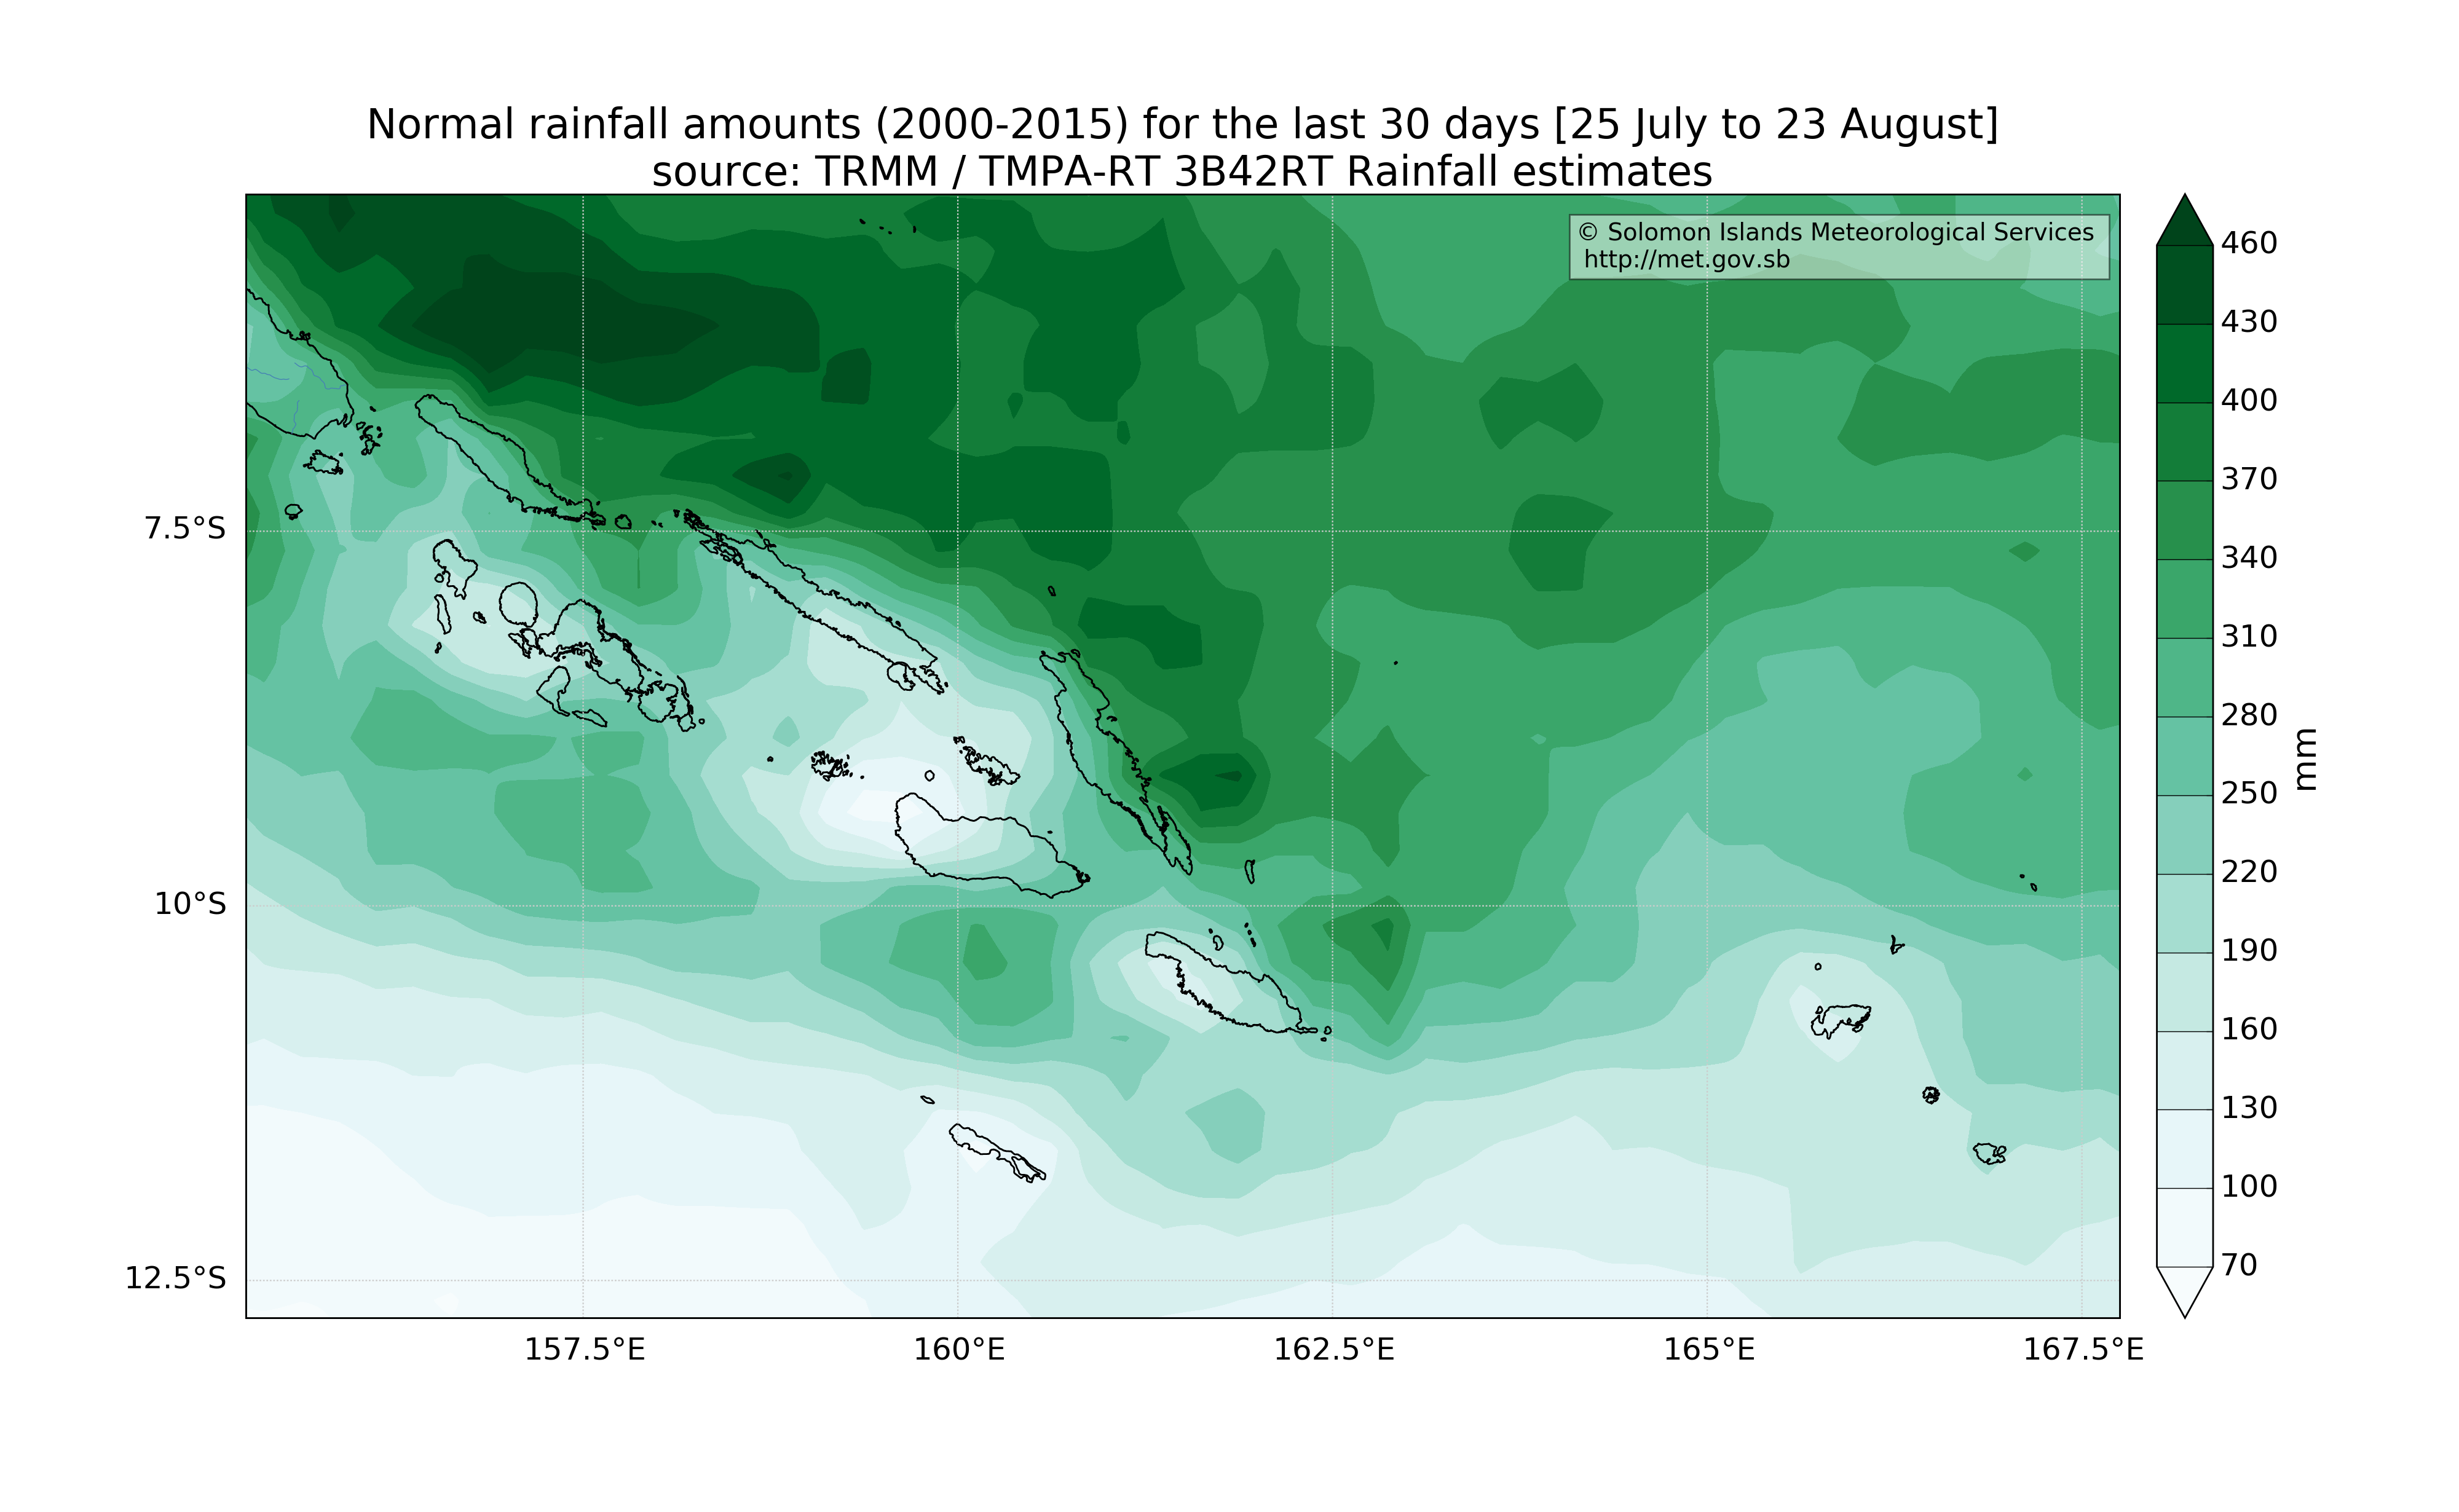 Normal rainfall amounts (2000-2015) for the last 30 days [25 July to 23 August]
source: TRMM / TMPA-RT 3B42RT Rainfall estimates
© Solomon Islands Meteorological Services
http://met.gov.sb
7.5°S
10°S
12.5°S
157.5°E
160°E
162.5°E
165°E
167.5°E
460
430
400
370
340
310
280
250
220
190
160
130
100
70
mm